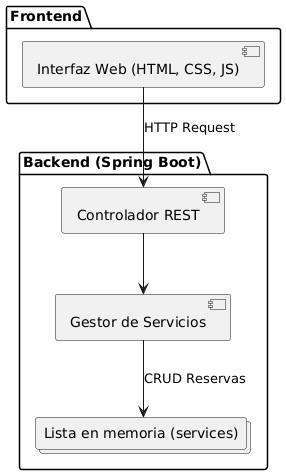 Frontend
Interfaz Web (HTML, CSS, JS)
HTTP Request
Backend (Spring Boot)
Controlador REST
Gestor de Servicios
CRUD Reservas
Lista en memoria (services)